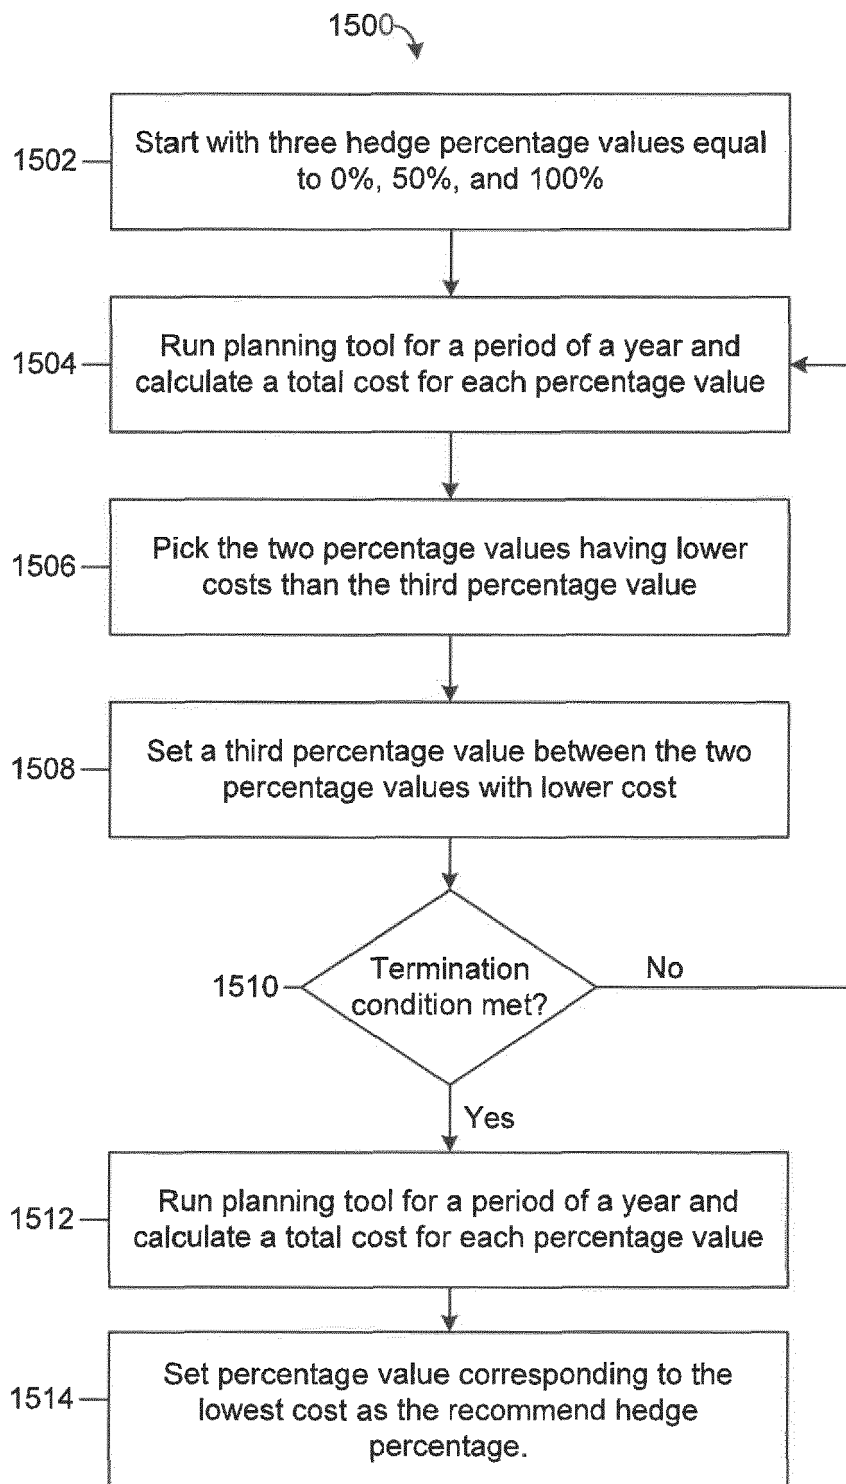 1500
1502
Start with three hedge percentage values equal
to 0%, 50%, and 100%
1504
Run planning tool for a period of a year and
calculate a total cost for each percentage value
1506
Pick the two percentage values having lower
costs than the third percentage value
1508
Set a third percentage value between the two
percentage values with lower cost
1510
Termination
condition met?
No
Yes
1512
Run planning tool for a period of a year and
calculate a total cost for each percentage value
1514
Set percentage value corresponding to the
lowest cost as the recommend hedge
percentage.